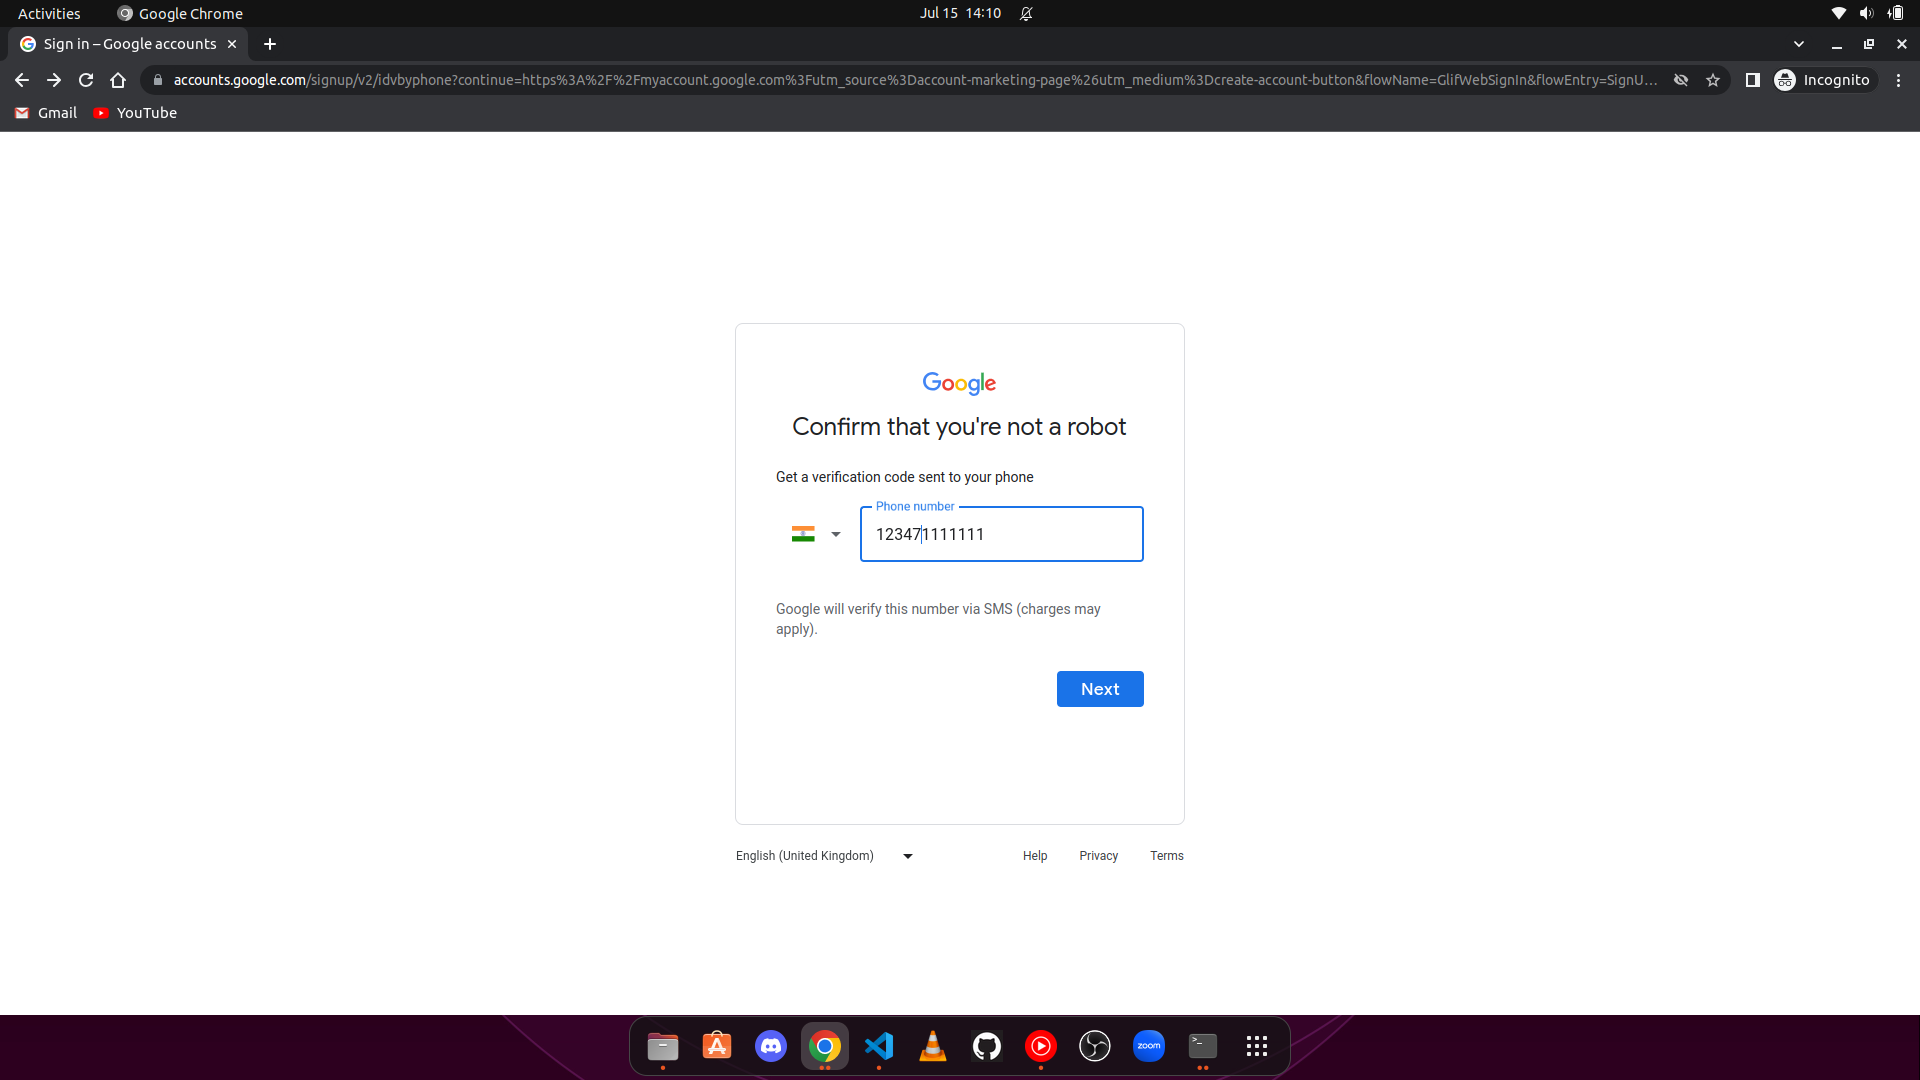 Activities
Google Chrome
Jul 15 14:10
Sign in – Google accounts
accounts.google.com/signup/v2/idvbyphone?continue=https%3A%2F%2Fmyaccount.google.com%3Futm_source%3Daccount-marketing-page%26utm_medium%3Dcreate-account-button&flowName=GlifWebSignIn&flowEntry=SignU...
Incognito
Gmail
YouTube
Google
Confirm that you're not a robot
Get a verification code sent to your phone
Phone number
123471111111
Google will verify this number via SMS (charges may
apply).
Next
English (United Kingdom)
Help
Privacy
Terms
zoom